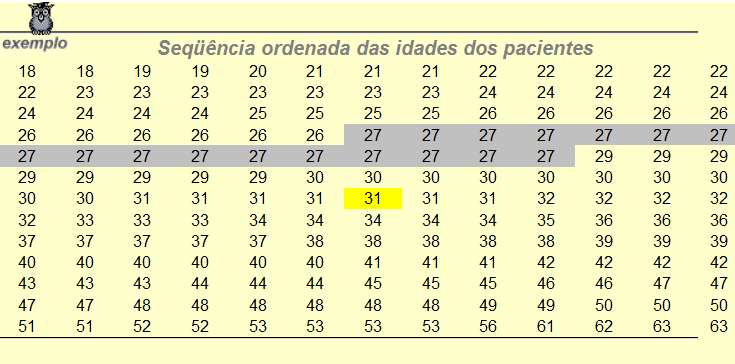 exemplo
Seqüência ordenada das idades dos pacientes
18 18 19 19 20 21 21 21 22 22 22 22 22
22 23 23 23 23 23 23 23 24 24 24 24 24
24 24 24 24 25 25 25 25 26 26 26 26 26
26 26 26 26 26 26 27 27 27 27 27 27 27
27 27 27 27 27 27 27 27 27 27 29 29 29
29 29 29 29 29 30 30 30 30 30 30 30 30
30 30 31 31 31 31 31 31 31 32 32 32 32
32 33 33 33 34 34 34 34 34 35 36 36 36
37 37 37 37 37 38 38 38 38 38 39 39 39
40 40 40 40 40 40 41 41 41 42 42 42 42
43 43 43 44 44 44 45 45 45 46 46 47 47
47 47 48 48 48 48 48 48 49 49 50 50 50
51 51 52 52 53 53 53 53 56 61 62 63 63